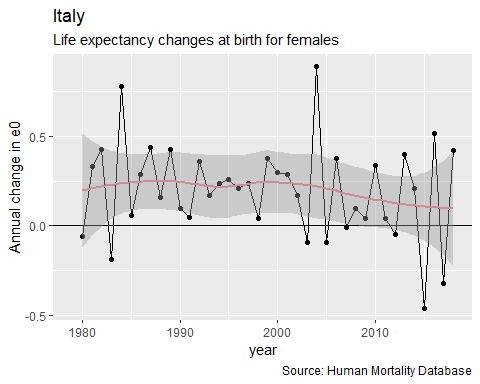 Italy
Life expectancy changes at birth for females
Annual change in e0
0.5
0.0
-0.5
1980 1990 2000 2010
year
Source: Human Mortality Database